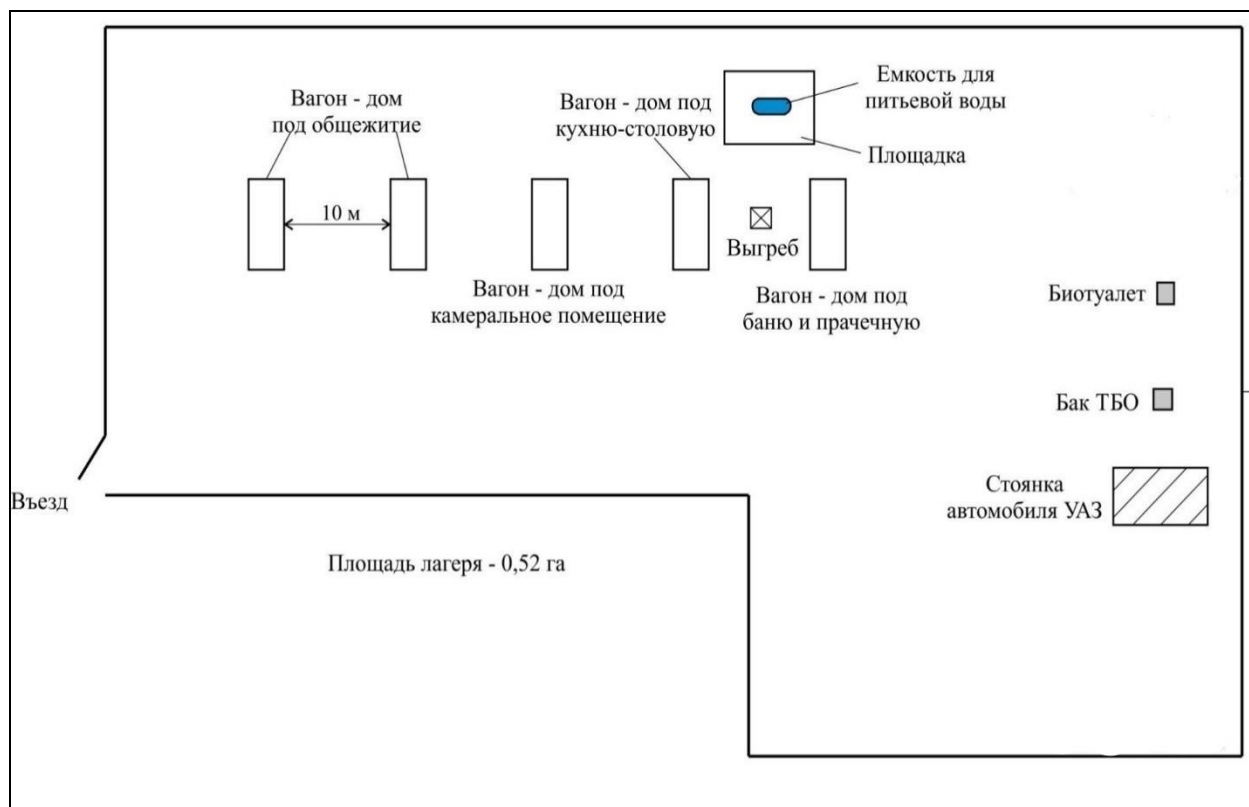 Вагон - дом
под общежитие
Вагон - дом под
кухню-столовую
Емкость для
питьевой воды
Площадка
10 м
Выгреб
Вагон - дом под
камеральное помещение
Вагон - дом под
баню и прачечную
Биотуалет
Бак ТБО
Въезд
Стоянка
автомобиля УАЗ
Площадь лагеря - 0,52 га